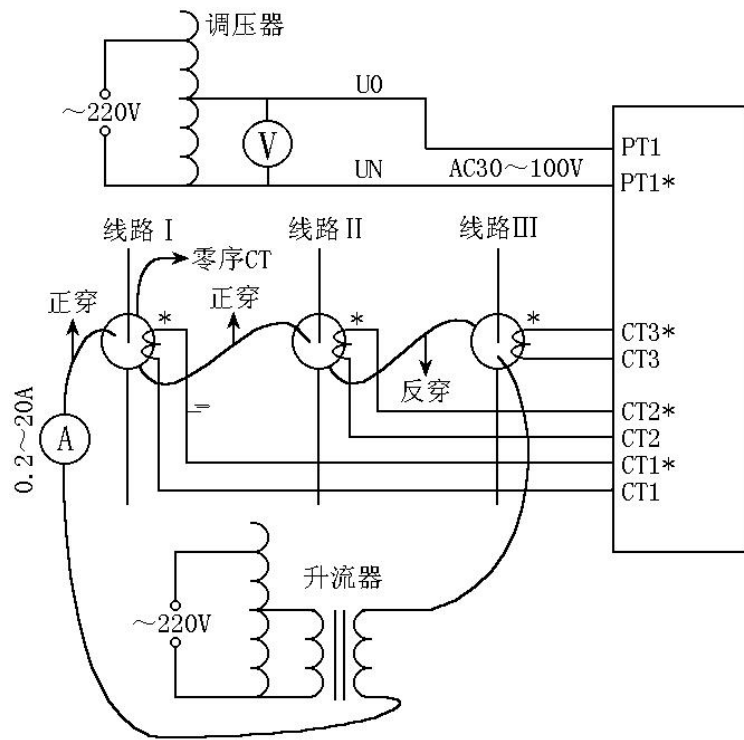 调压器
U0
～220V
V
PT1
UN
AC30～100V
PT1*
线路Ⅰ
线路Ⅱ
线路Ⅲ
零序CT
正穿
正穿
*
*
*
CT3*
CT3
反穿
0.2～20A
A
CT2*
CT2
CT1*
CT1
升流器
～220V